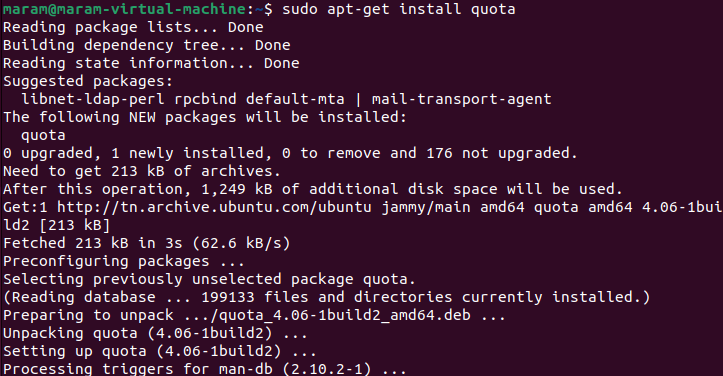 maram@maram-virtual-machine:~$ sudo apt-get install quota
Reading package lists... Done
Building dependency tree... Done
Reading state information... Done
Suggested packages:
  libnet-ldap-perl rpcbind default-mta | mail-transport-agent
The following NEW packages will be installed:
  quota
0 upgraded, 1 newly installed, 0 to remove and 176 not upgraded.
Need to get 213 kB of archives.
After this operation, 1,249 kB of additional disk space will be used.
Get:1 http://tn.archive.ubuntu.com/ubuntu jammy/main amd64 quota amd64 4.06-1bui
ld2 [213 kB]
Fetched 213 kB in 3s (62.6 kB/s)
Preconfiguring packages ...
Selecting previously unselected package quota.
(Reading database ... 199133 files and directories currently installed.)
Preparing to unpack .../quota_4.06-1build2_amd64.deb ...
Unpacking quota (4.06-1build2) ...
Setting up quota (4.06-1build2) ...
Processing triggers for man-db (2.10.2-1) ...